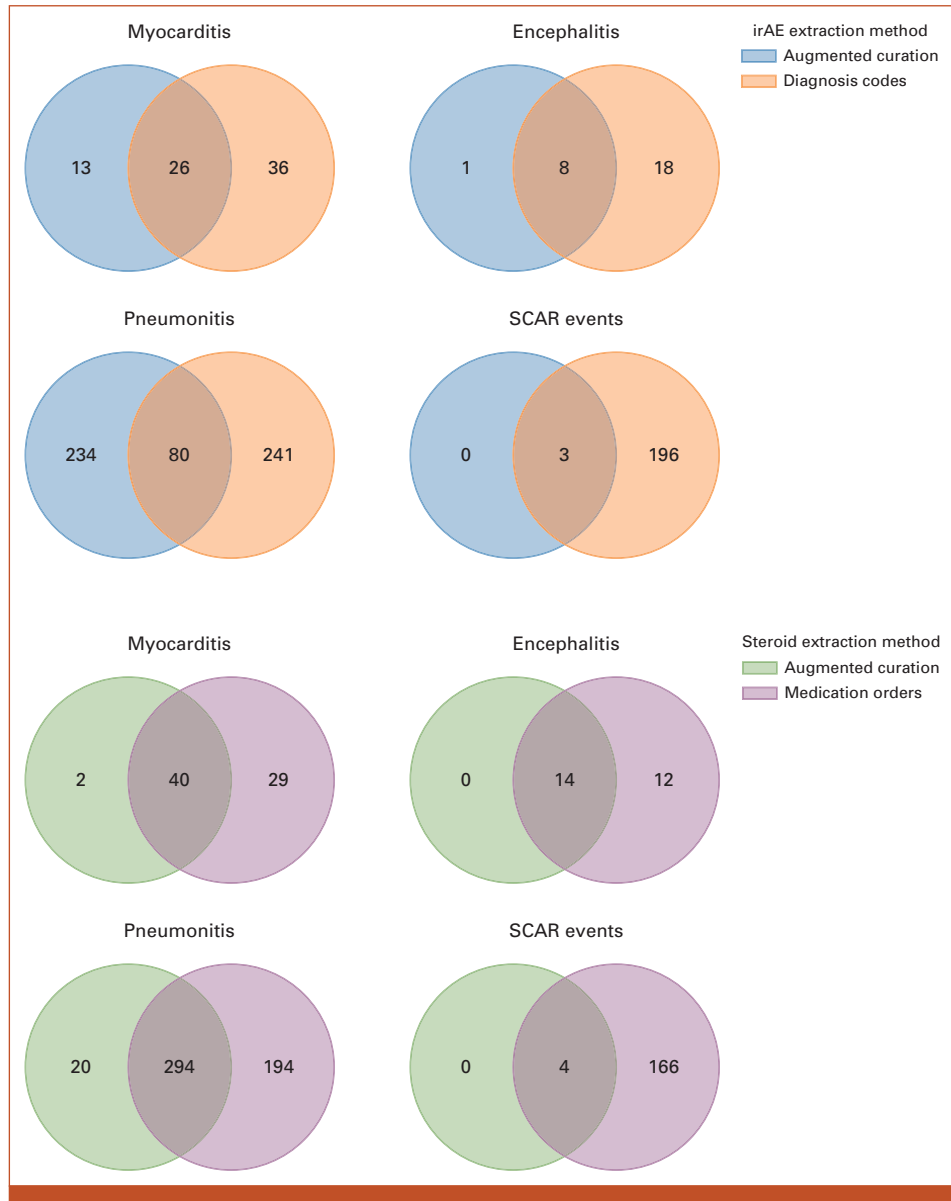 Myocarditis
Encephalitis
irAE extraction method
Augmented curation
Diagnosis codes
13 26 36
1 8 18
Pneumonitis
SCAR events
234 80 241
0 3 196
Myocarditis
Encephalitis
Steroid extraction method
Augmented curation
Medication orders
2 40 29
0 14 12
Pneumonitis
SCAR events
20 294 194
0 4 166